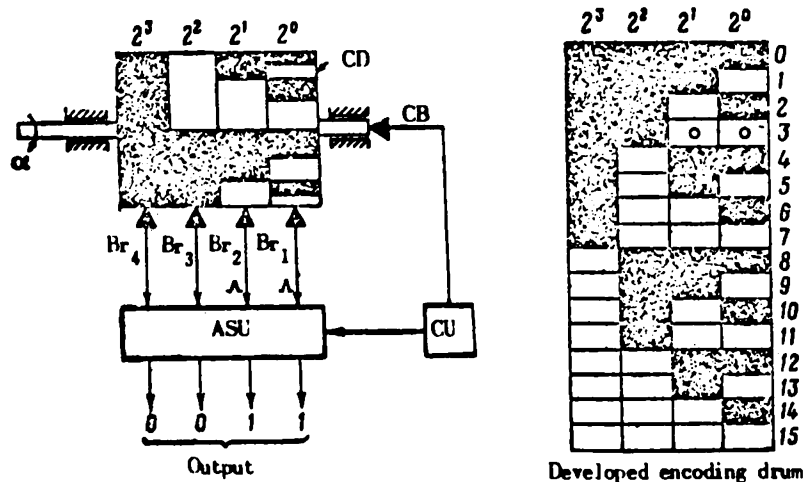 2³ 2² 2¹ 2⁰
CD
CB
α
Br₄ Br₃ Br₂ Br₁
ASU
CU
0 0 1 1
Output
2³ 2² 2¹ 2⁰
0
1
2
3
4
5
6
7
8
9
10
11
12
13
14
15
Developed encoding drum